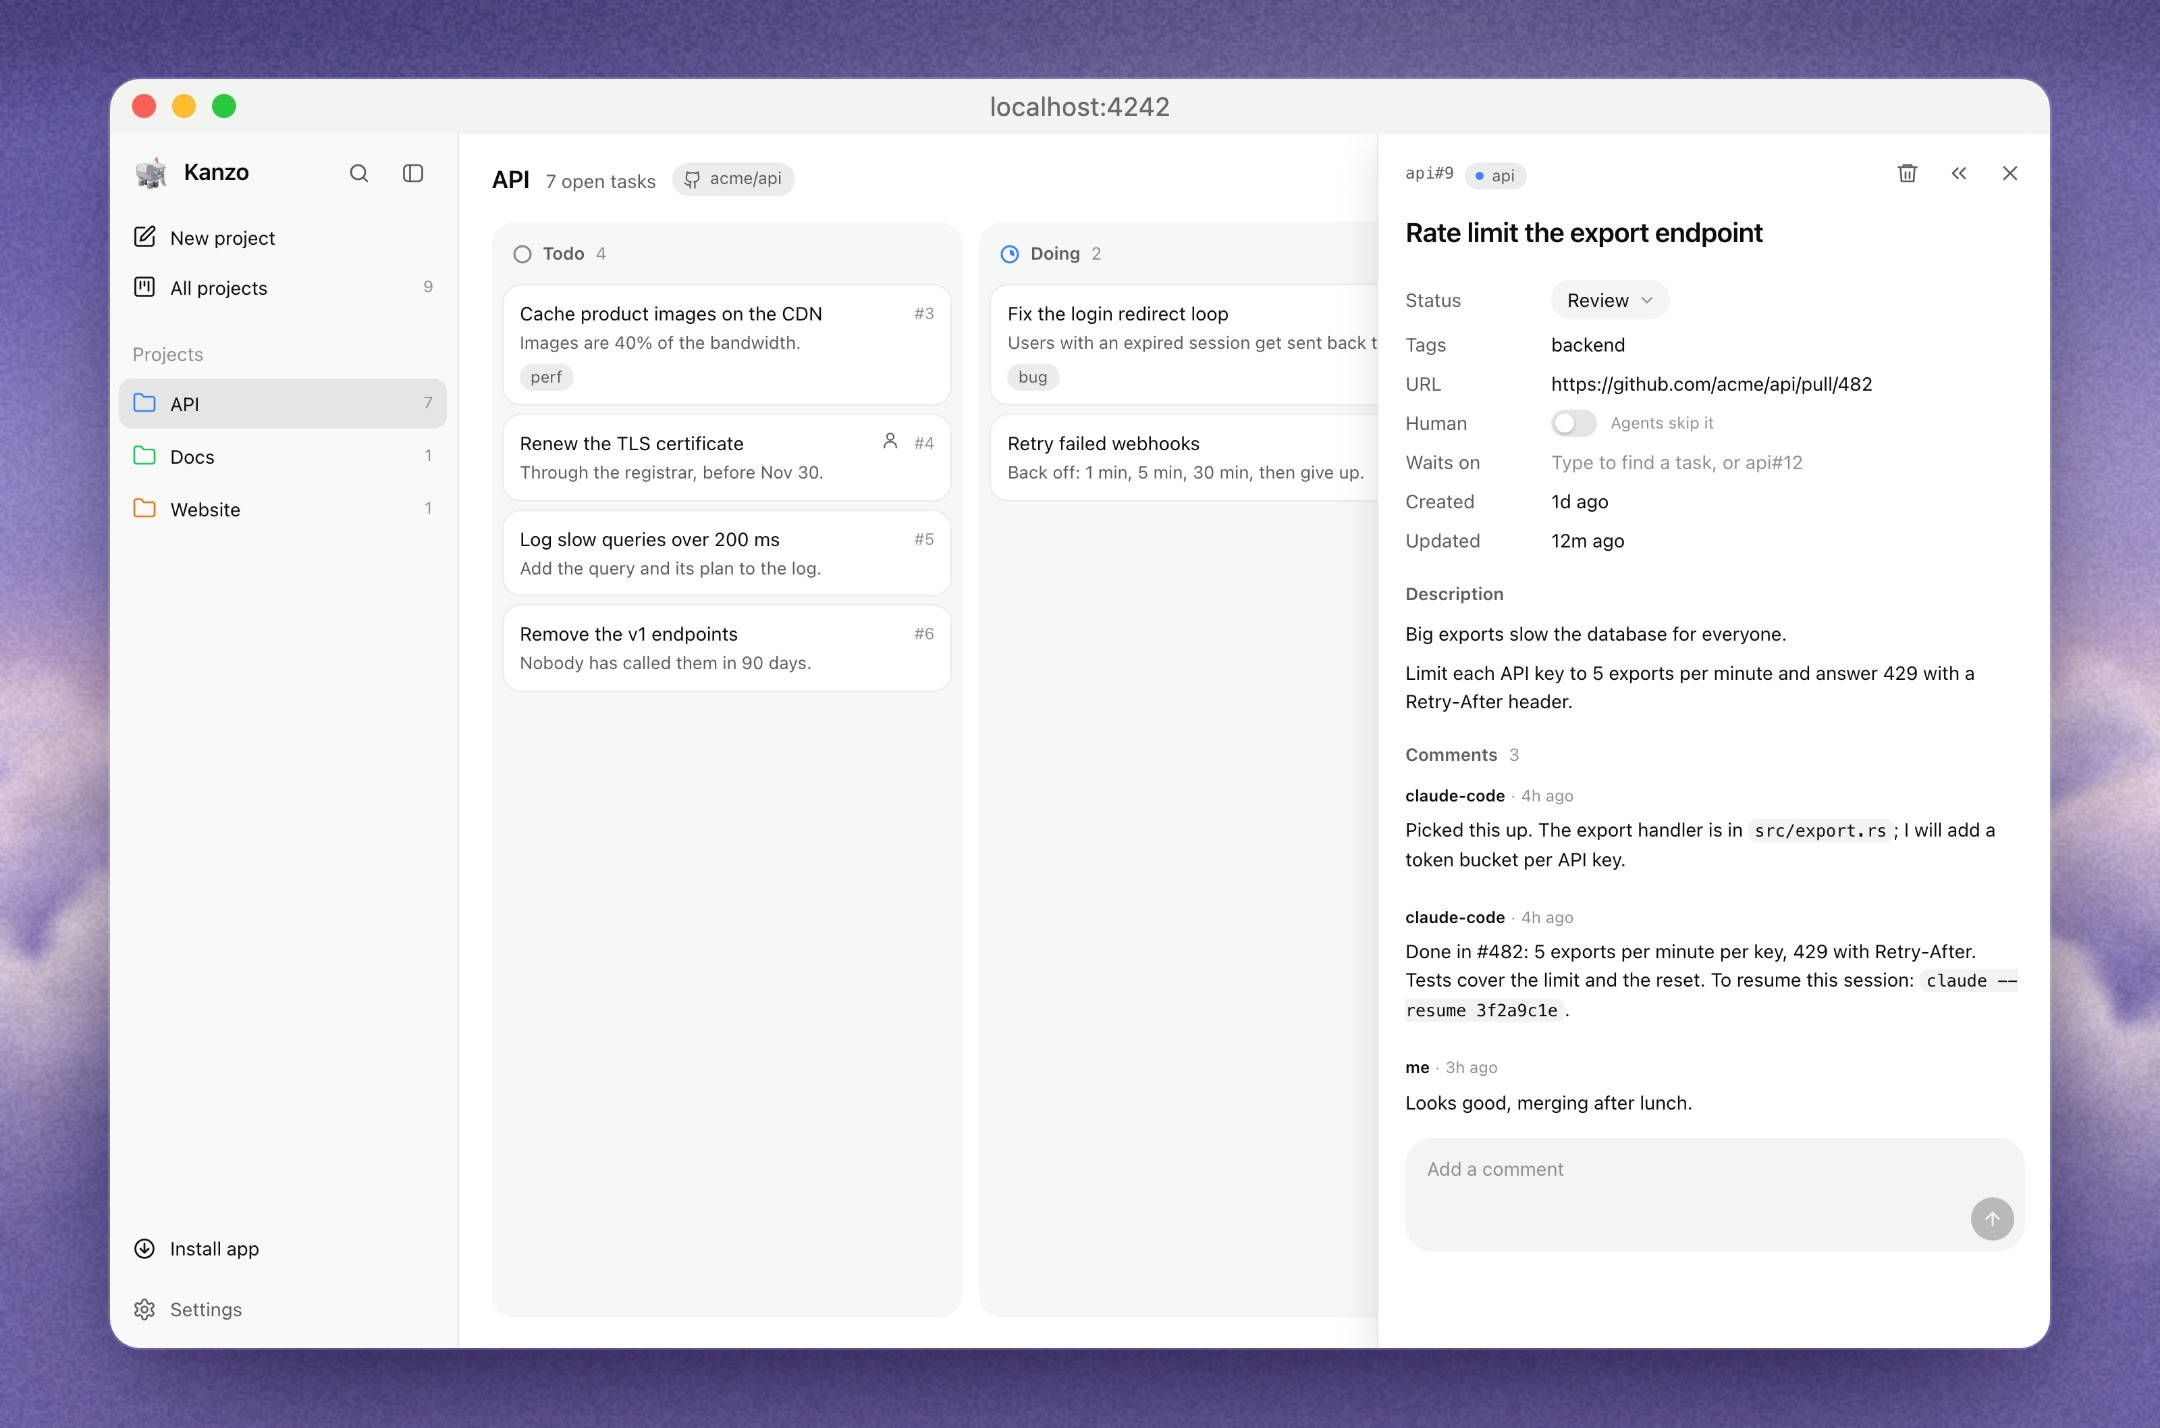 localhost:4242
Kanzo
New project
All projects 9
Projects
API 7
Docs 1
Website 1
Install app
Settings
API 7 open tasks acme/api
Todo 4
Cache product images on the CDN #3
Images are 40% of the bandwidth.
perf
Renew the TLS certificate #4
Through the registrar, before Nov 30.
Log slow queries over 200 ms #5
Add the query and its plan to the log.
Remove the v1 endpoints #6
Nobody has called them in 90 days.
Doing 2
Fix the login redirect loop
Users with an expired session get sent back t
bug
Retry failed webhooks
Back off: 1 min, 5 min, 30 min, then give up.
api#9 api
Rate limit the export endpoint
Status Review
Tags backend
URL https://github.com/acme/api/pull/482
Human Agents skip it
Waits on Type to find a task, or api#12
Created 1d ago
Updated 12m ago
Description
Big exports slow the database for everyone.
Limit each API key to 5 exports per minute and answer 429 with a
Retry-After header.
Comments 3
claude-code · 4h ago
Picked this up. The export handler is in src/export.rs; I will add a
token bucket per API key.
claude-code · 4h ago
Done in #482: 5 exports per minute per key, 429 with Retry-After.
Tests cover the limit and the reset. To resume this session: claude --
resume 3f2a9c1e.
me · 3h ago
Looks good, merging after lunch.
Add a comment